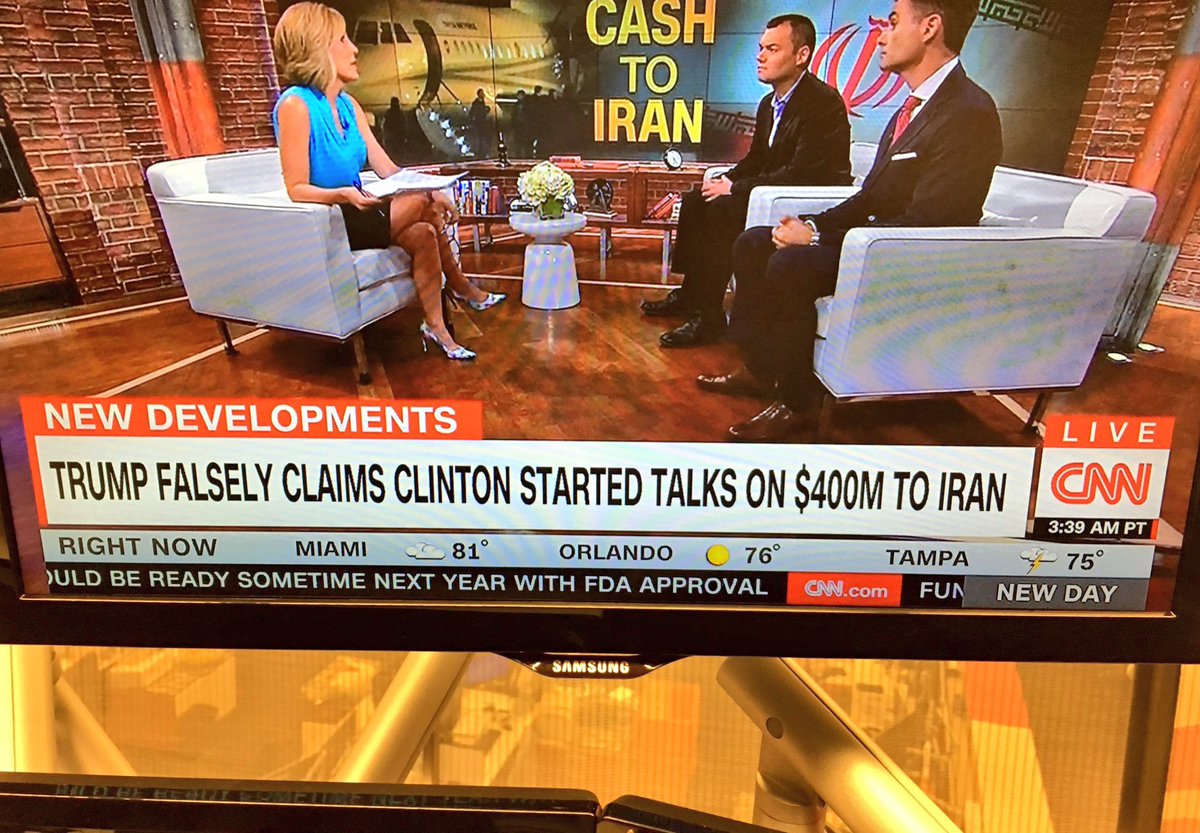 CASH
TO
IRAN
NEW DEVELOPMENTS
TRUMP FALSELY CLAIMS CLINTON STARTED TALKS ON $400M TO IRAN
LIVE
CNN
3:39 AM PT
RIGHT NOW MIAMI 81° ORLANDO 76° TAMPA 75°
OULD BE READY SOMETIME NEXT YEAR WITH FDA APPROVAL CNN.com FUN NEW DAY
SAMSUNG